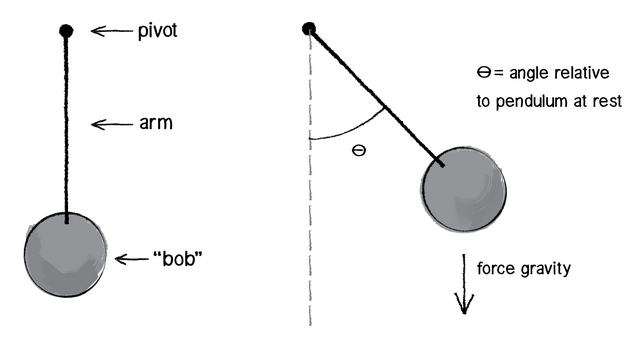 pivot
arm
“bob”
Θ= angle relative
to pendulum at rest
Θ
force gravity